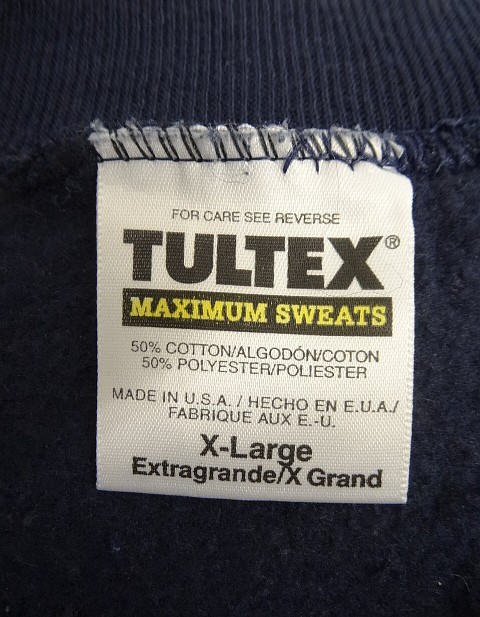 FOR CARE SEE REVERSE
TULTEX®
MAXIMUM SWEATS
50% COTTON/ALGODÓN/COTON
50% POLYESTER/POLIESTER
MADE IN U.S.A. / HECHO EN E.U.A./
FABRIQUE AUX E.-U.
X-Large
Extragrande/X Grand